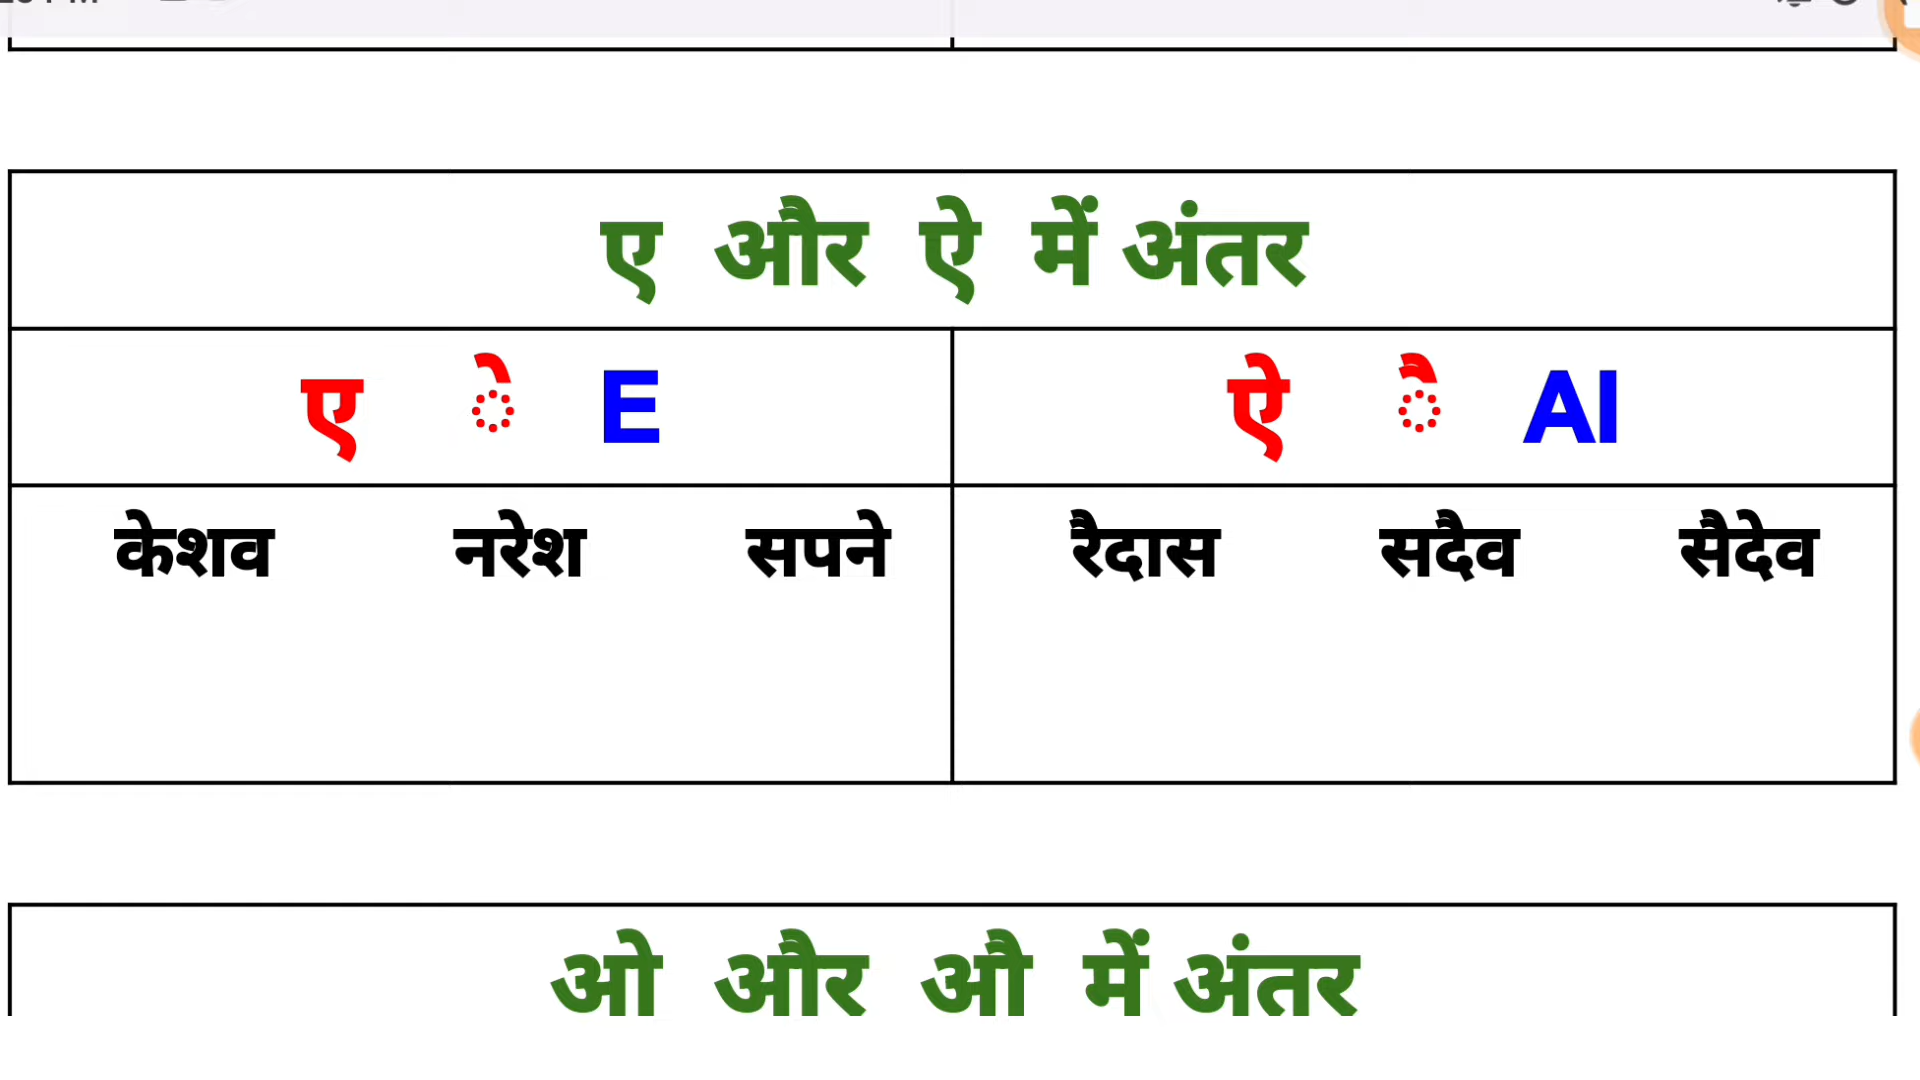 ए और ऐ में अंतर
ए े E ऐ ै AI
केशव नरेश सपने रैदास सदैव सैदेव
ओ और औ में अंतर